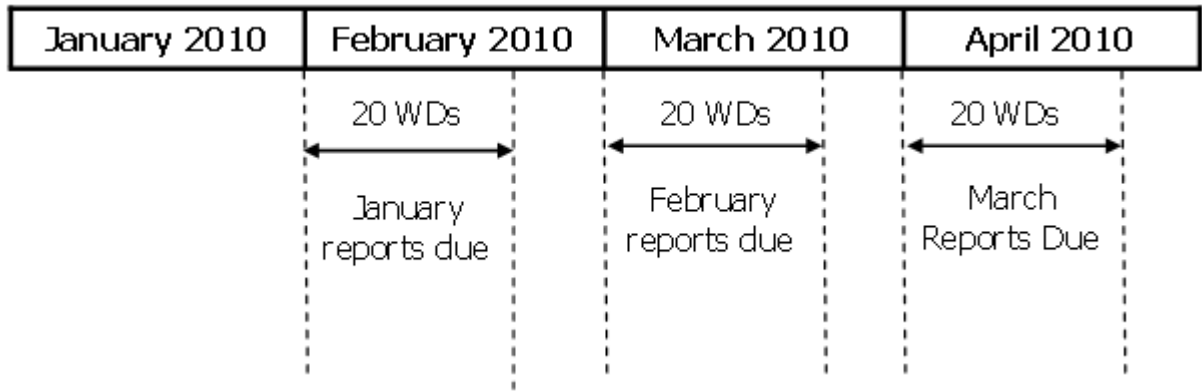 January 2010 February 2010 March 2010 April 2010
20 WDs 20 WDs 20 WDs
January
reports due
February
reports due
March
Reports Due